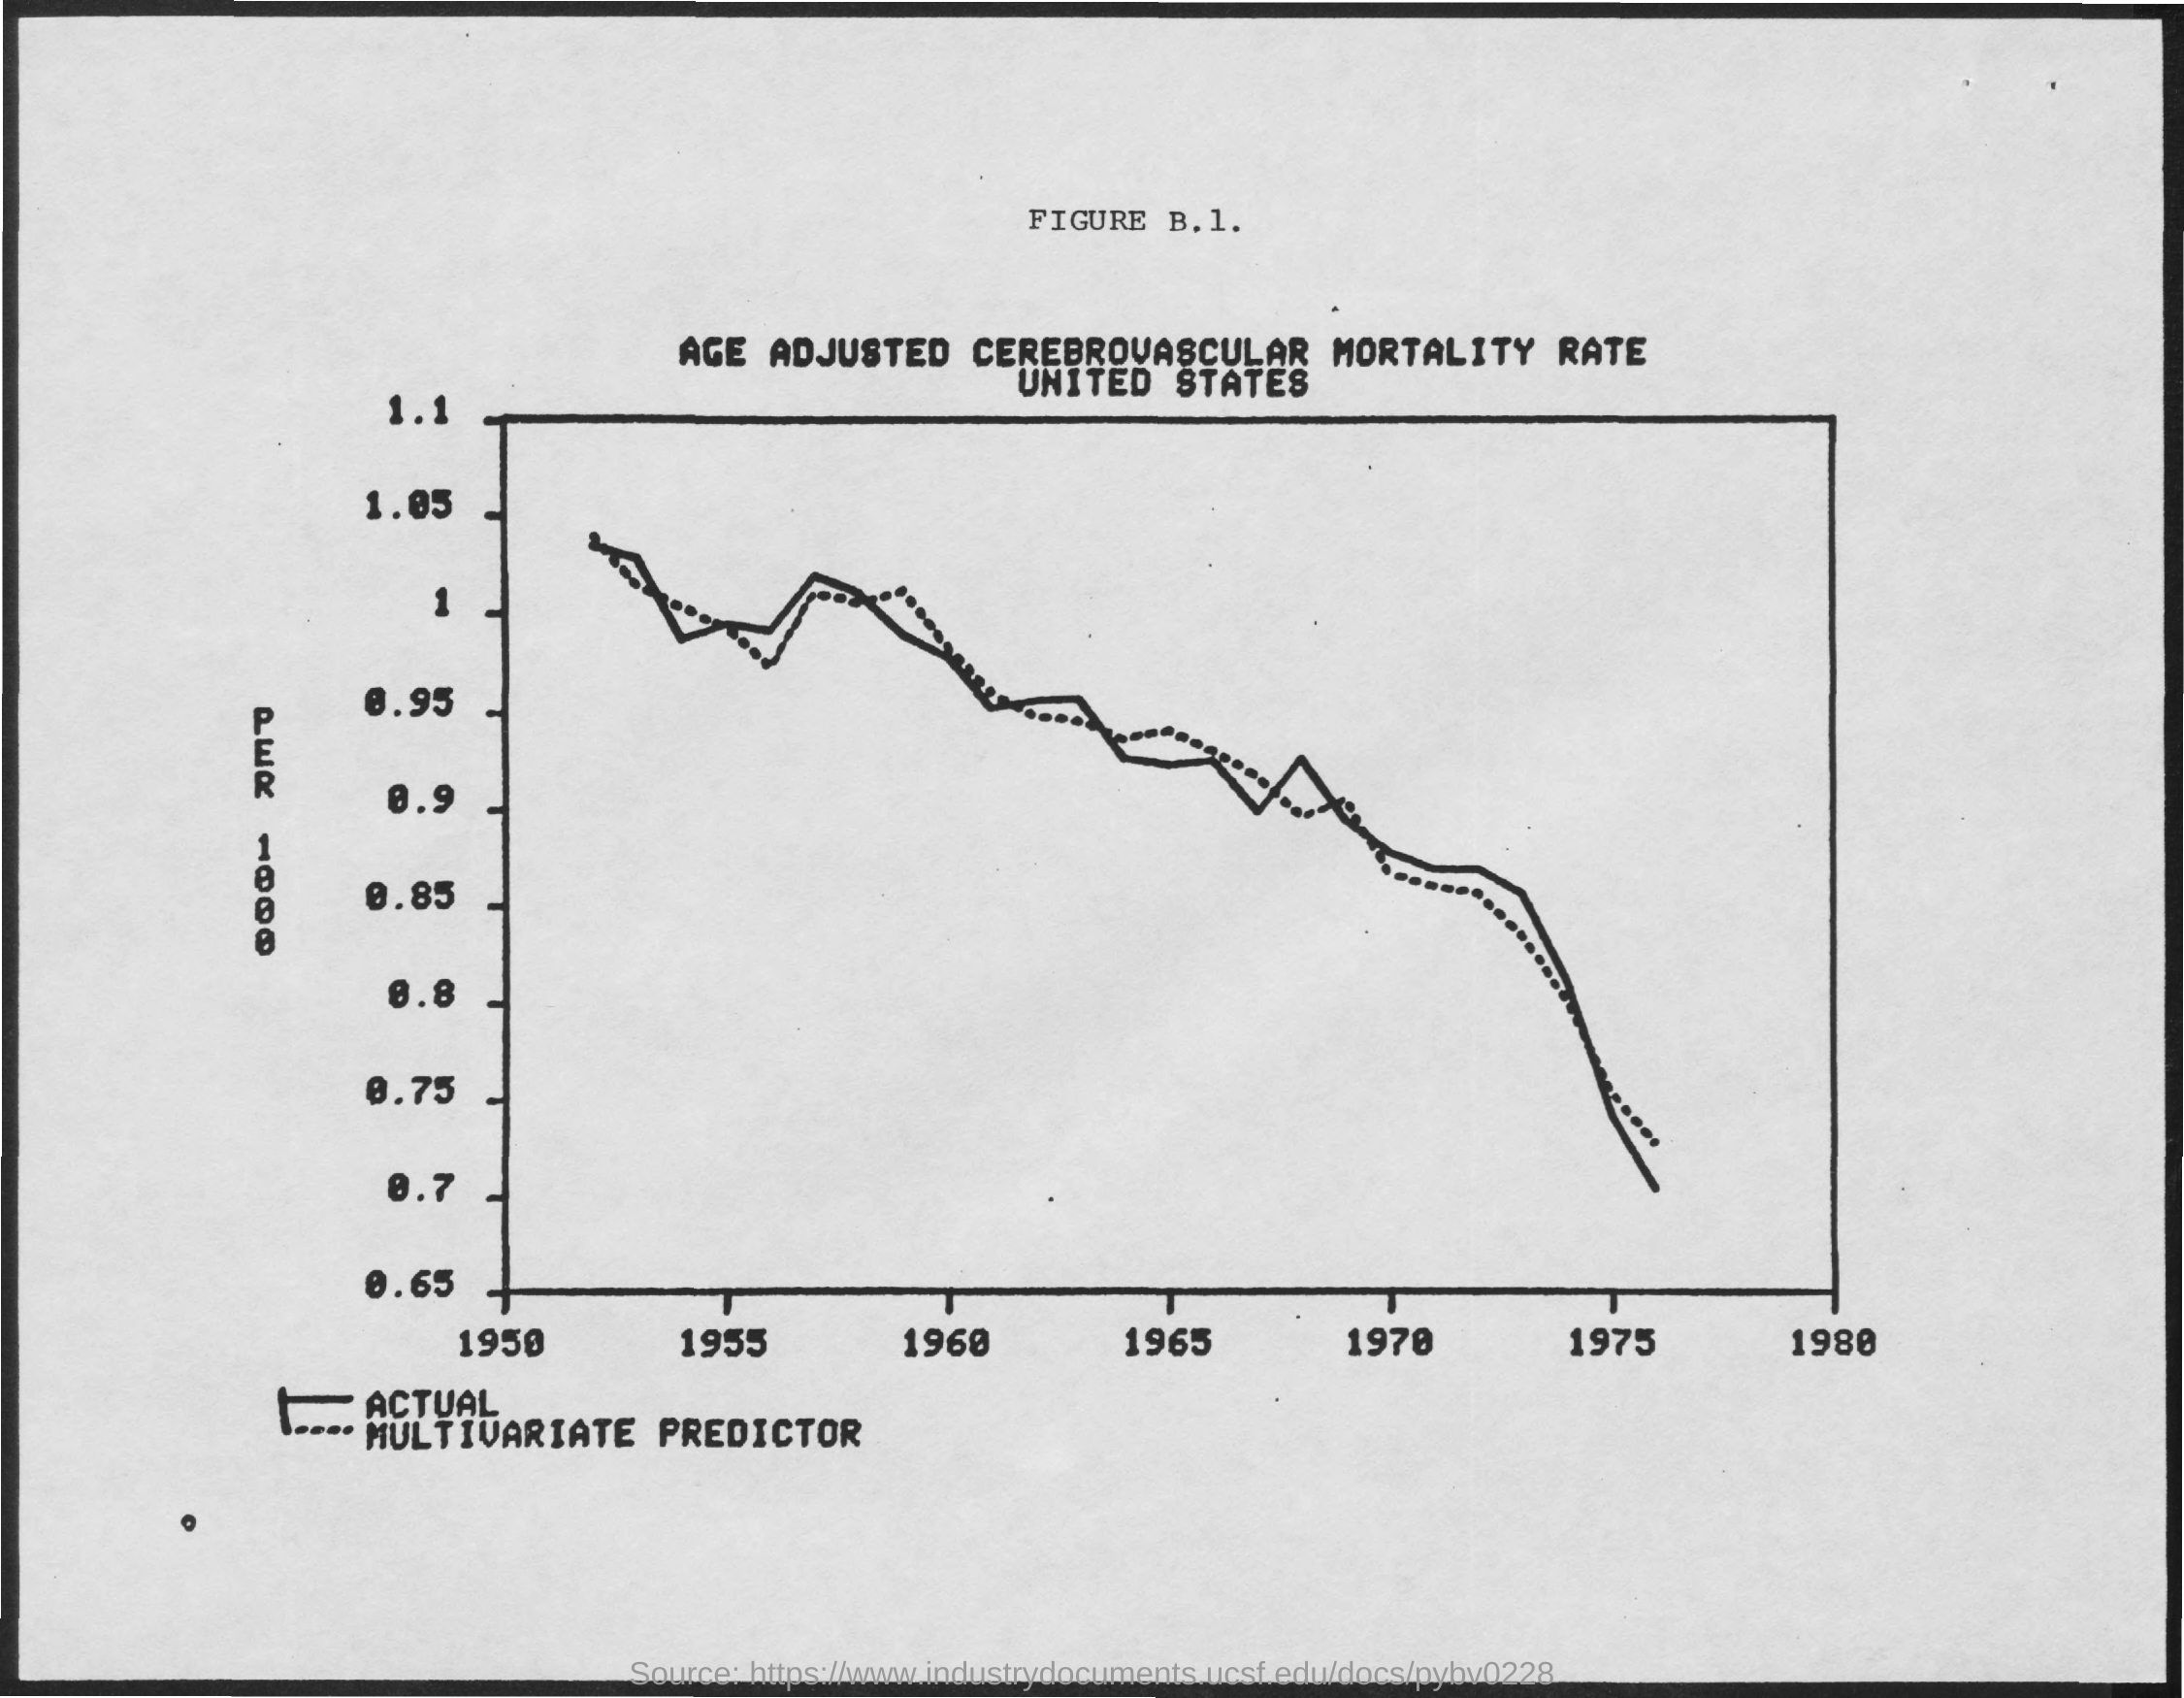 FIGURE B.1.
AGE ADJUSTED CEREBROVASCULAR MORTALITY RATE
UNITED STATES
1.1
1.05
1
0.95
0.9
0.85
0.8
0.75
0.7
0.65
PER 1000
1950 1955 1960 1965 1970 1975 1980
ACTUAL
MULTIVARIATE PREDICTOR
Source: https://www.industrydocuments.ucsf.edu/docs/pybv0228